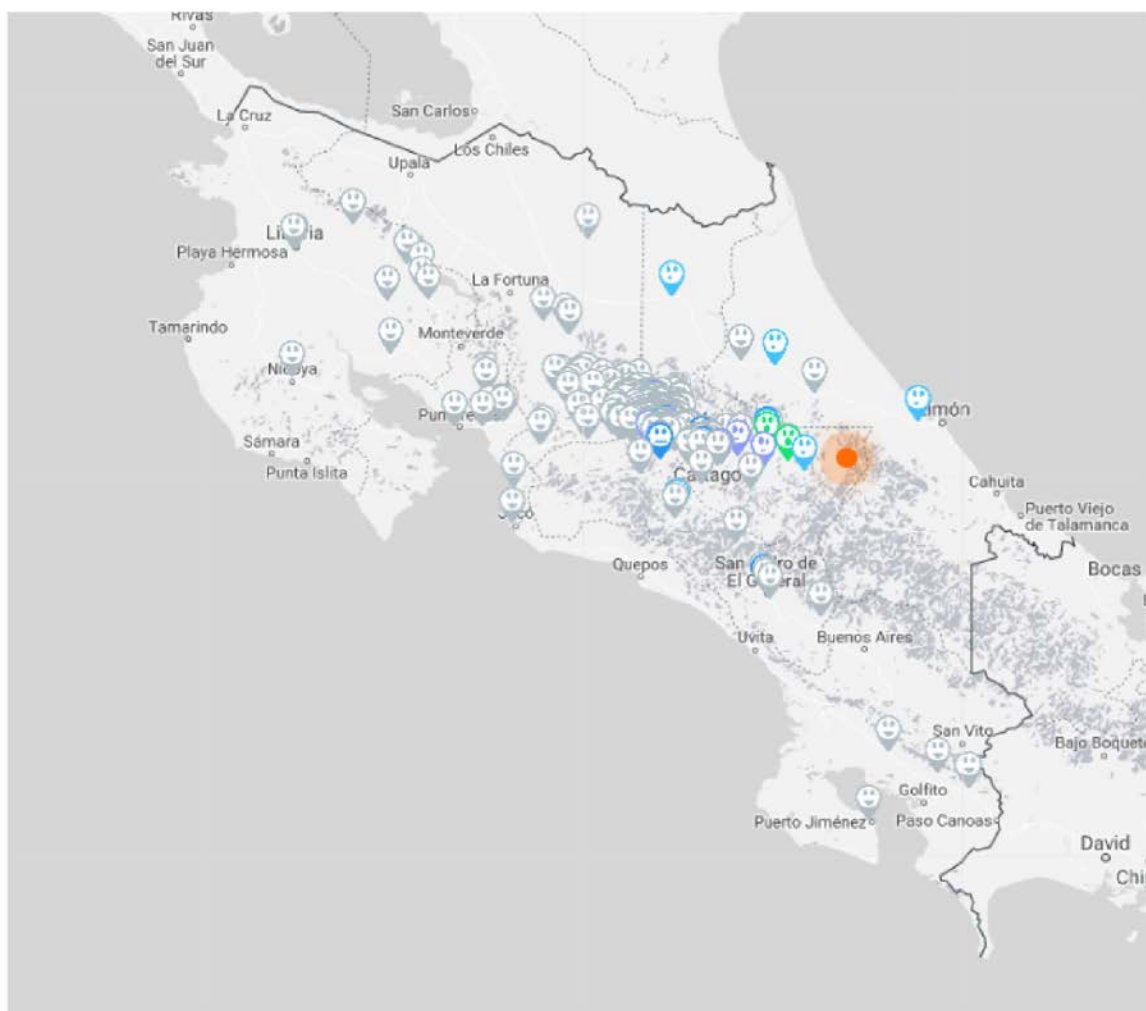 Rivas
San Juan
del Sur
San Carlos
La Cruz
Los Chiles
Upala
Playa Hermosa
La Fortuna
Tamarindo
Monteverde
Limón
Sámara
Punta Islita
Cahuita
Puerto Viejo
de Talamanca
Quepos
Bocas
Uvita
Buenos Aires
San Vito
Bajo Boquete
Golfito
Puerto Jiménez
Paso Canoas
David